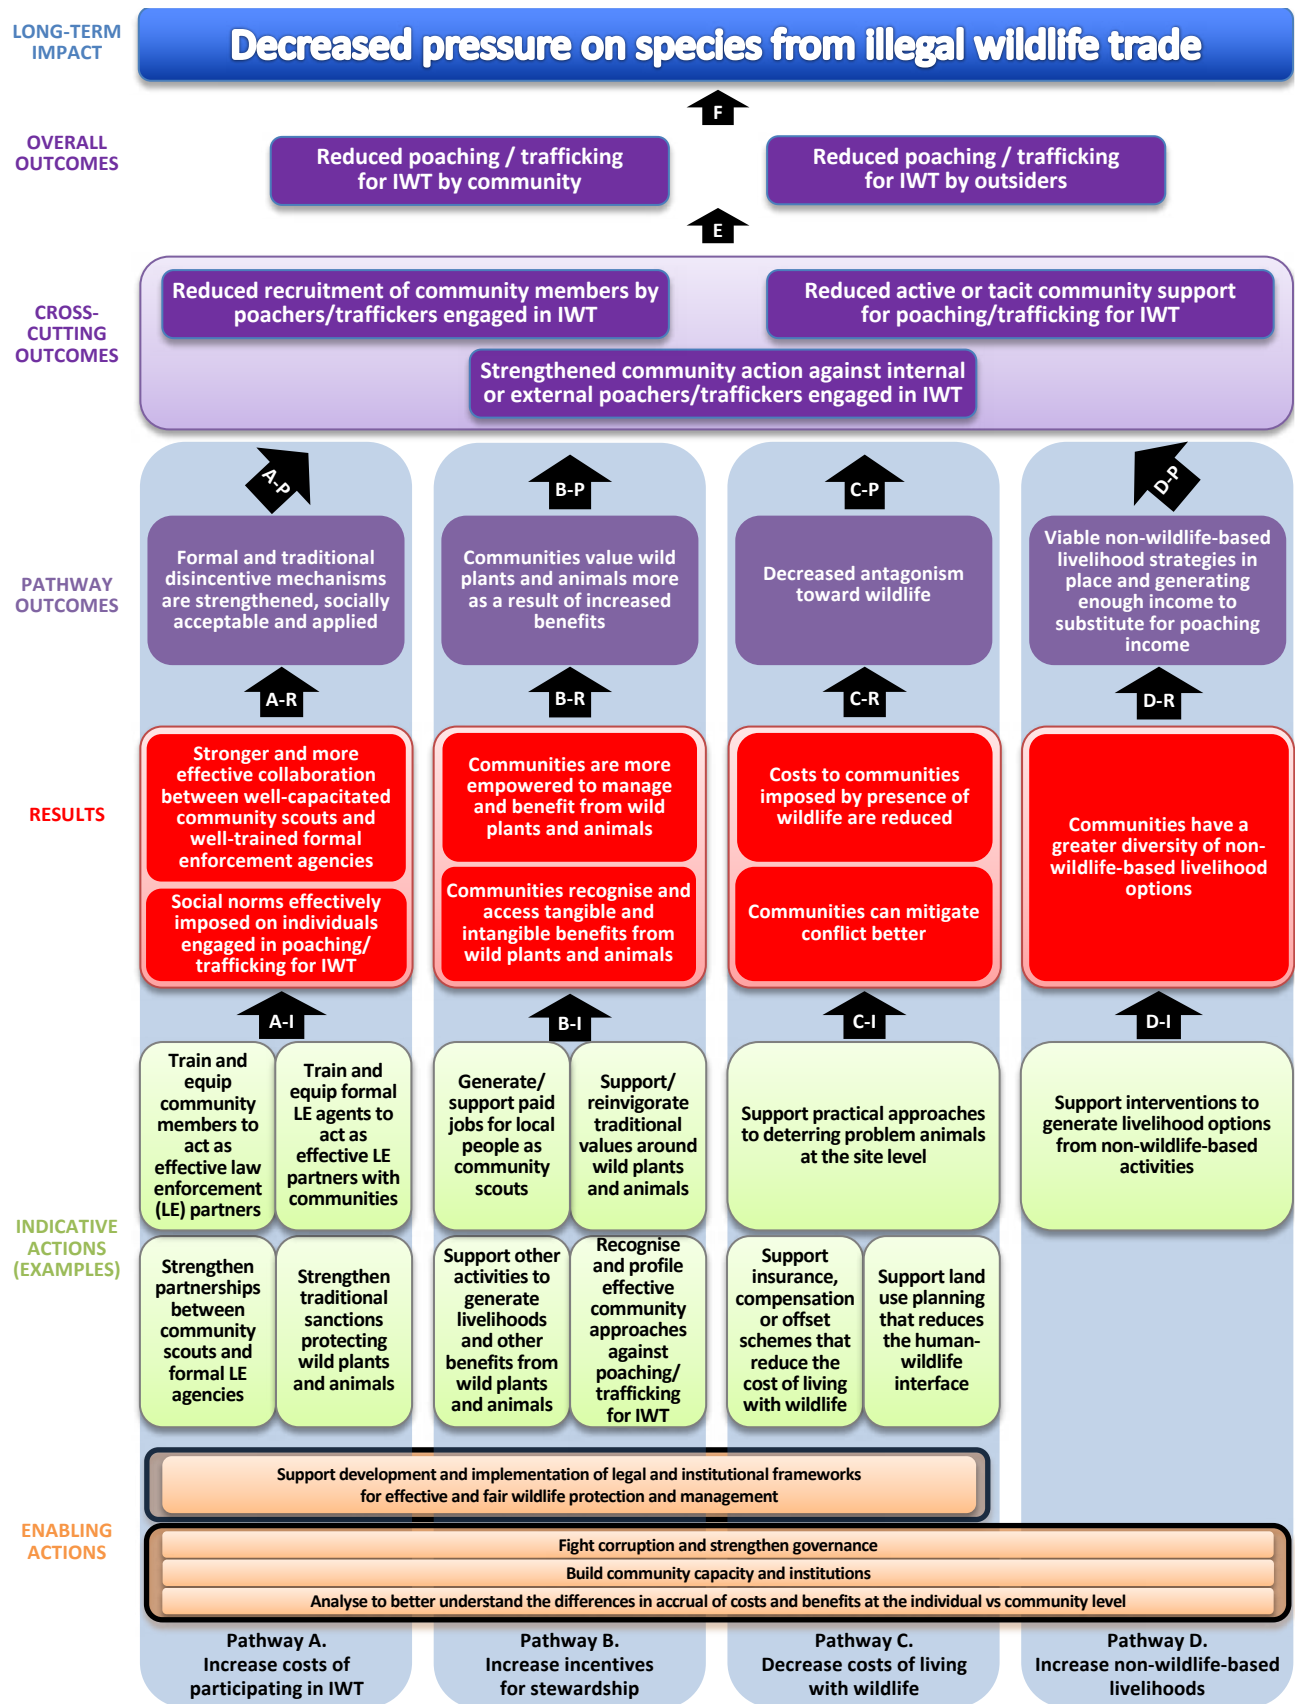 LONG-TERM
IMPACT
Decreased pressure on species from illegal wildlife trade
F
OVERALL
OUTCOMES
Reduced poaching / trafficking
for IWT by community
Reduced poaching / trafficking
for IWT by outsiders
E
CROSS-
CUTTING
OUTCOMES
Reduced recruitment of community members by
poachers/traffickers engaged in IWT
Reduced active or tacit community support
for poaching/trafficking for IWT
Strengthened community action against internal
or external poachers/traffickers engaged in IWT
A-P
B-P
C-P
D-P
PATHWAY
OUTCOMES
Formal and traditional
disincentive mechanisms
are strengthened, socially
acceptable and applied
Communities value wild
plants and animals more
as a result of increased
benefits
Decreased antagonism
toward wildlife
Viable non-wildlife-based
livelihood strategies in
place and generating
enough income to
substitute for poaching
income
A-R
B-R
C-R
D-R
RESULTS
Stronger and more
effective collaboration
between well-capacitated
community scouts and
well-trained formal
enforcement agencies
Social norms effectively
imposed on individuals
engaged in poaching/
trafficking for IWT
Communities are more
empowered to manage
and benefit from wild
plants and animals
Communities recognise and
access tangible and
intangible benefits from
wild plants and animals
Costs to communities
imposed by presence of
wildlife are reduced
Communities can mitigate
conflict better
Communities have a
greater diversity of non-
wildlife-based livelihood
options
A-I
B-I
C-I
D-I
INDICATIVE
ACTIONS
(EXAMPLES)
Train and
equip
community
members to
act as
effective law
enforcement
(LE) partners
Train and
equip formal
LE agents to
act as
effective LE
partners with
communities
Strengthen
partnerships
between
community
scouts and
formal LE
agencies
Strengthen
traditional
sanctions
protecting
wild plants
and animals
Generate/
support paid
jobs for local
people as
community
scouts
Support/
reinvigorate
traditional
values around
wild plants
and animals
Support other
activities to
generate
livelihoods
and other
benefits from
wild plants
and animals
Recognise
and profile
effective
community
approaches
against
poaching/
trafficking
for IWT
Support practical approaches
to deterring problem animals
at the site level
Support
insurance,
compensation
or offset
schemes that
reduce the
cost of living
with wildlife
Support land
use planning
that reduces
the human-
wildlife
interface
Support interventions to
generate livelihood options
from non-wildlife-based
activities
ENABLING
ACTIONS
Support development and implementation of legal and institutional frameworks
for effective and fair wildlife protection and management
Fight corruption and strengthen governance
Build community capacity and institutions
Analyse to better understand the differences in accrual of costs and benefits at the individual vs community level
Pathway A.
Increase costs of
participating in IWT
Pathway B.
Increase incentives
for stewardship
Pathway C.
Decrease costs of living
with wildlife
Pathway D.
Increase non-wildlife-based
livelihoods